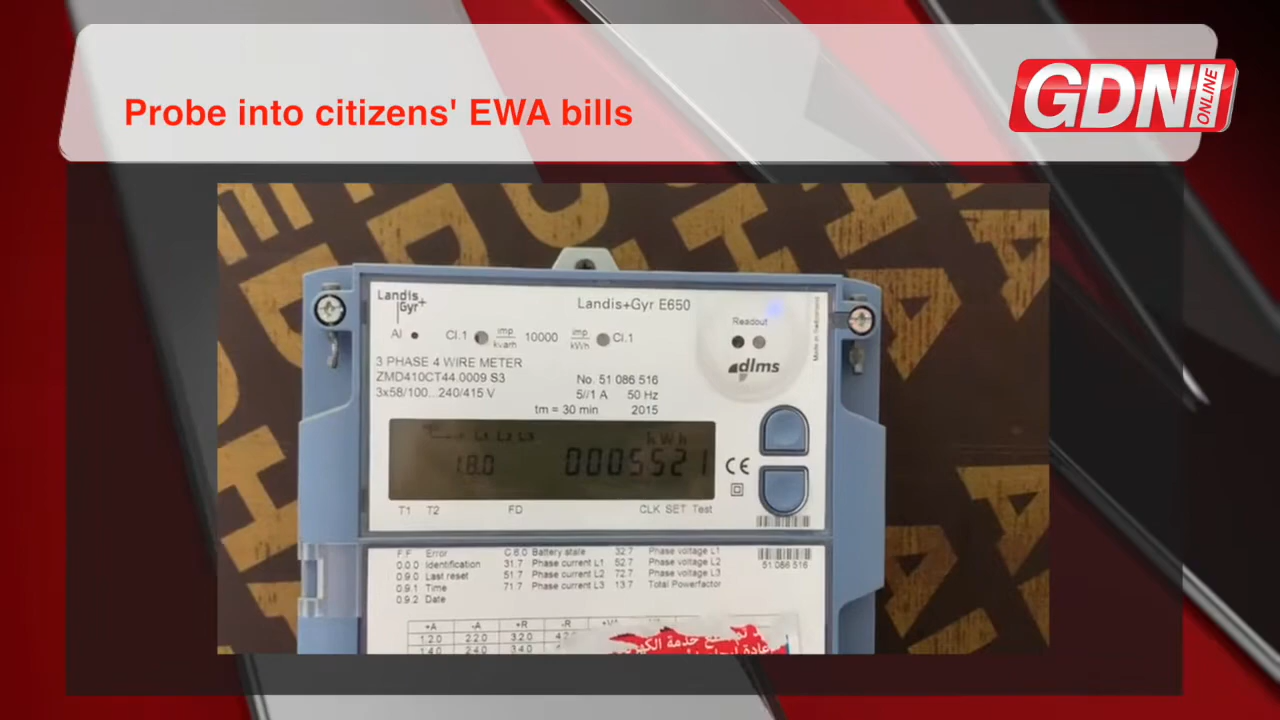 Probe into citizens' EWA bills
GDN ONLINE
Landis
Gyr+
Landis+Gyr E650
Readout
Made in Switzerland
AI Cl.1 imp kvarh 10000 imp kWh Cl.1
dlms
3 PHASE 4 WIRE METER
ZMD410CT44.0009 S3 No. 51 086 516
3x58/100...240/415 V 5//1 A 50 Hz
tm = 30 min 2015
L1 L2 L3 kWh
1.8.0 0005521
CE
T1 T2 FD CLK SET Test
F.F Error C.6.0 Battery state 32.7 Phase voltage L1
0.0.0 Identification 31.7 Phase current L1 52.7 Phase voltage L2
0.9.0 Last reset 51.7 Phase current L2 72.7 Phase voltage L3
0.9.1 Time 71.7 Phase current L3 13.7 Total Powerfactor
0.9.2 Date
51 086 516
+A -A +R -R
1.2.0 2.2.0 3.2.0
1.4.0 2.4.0 3.4.0
خدمة